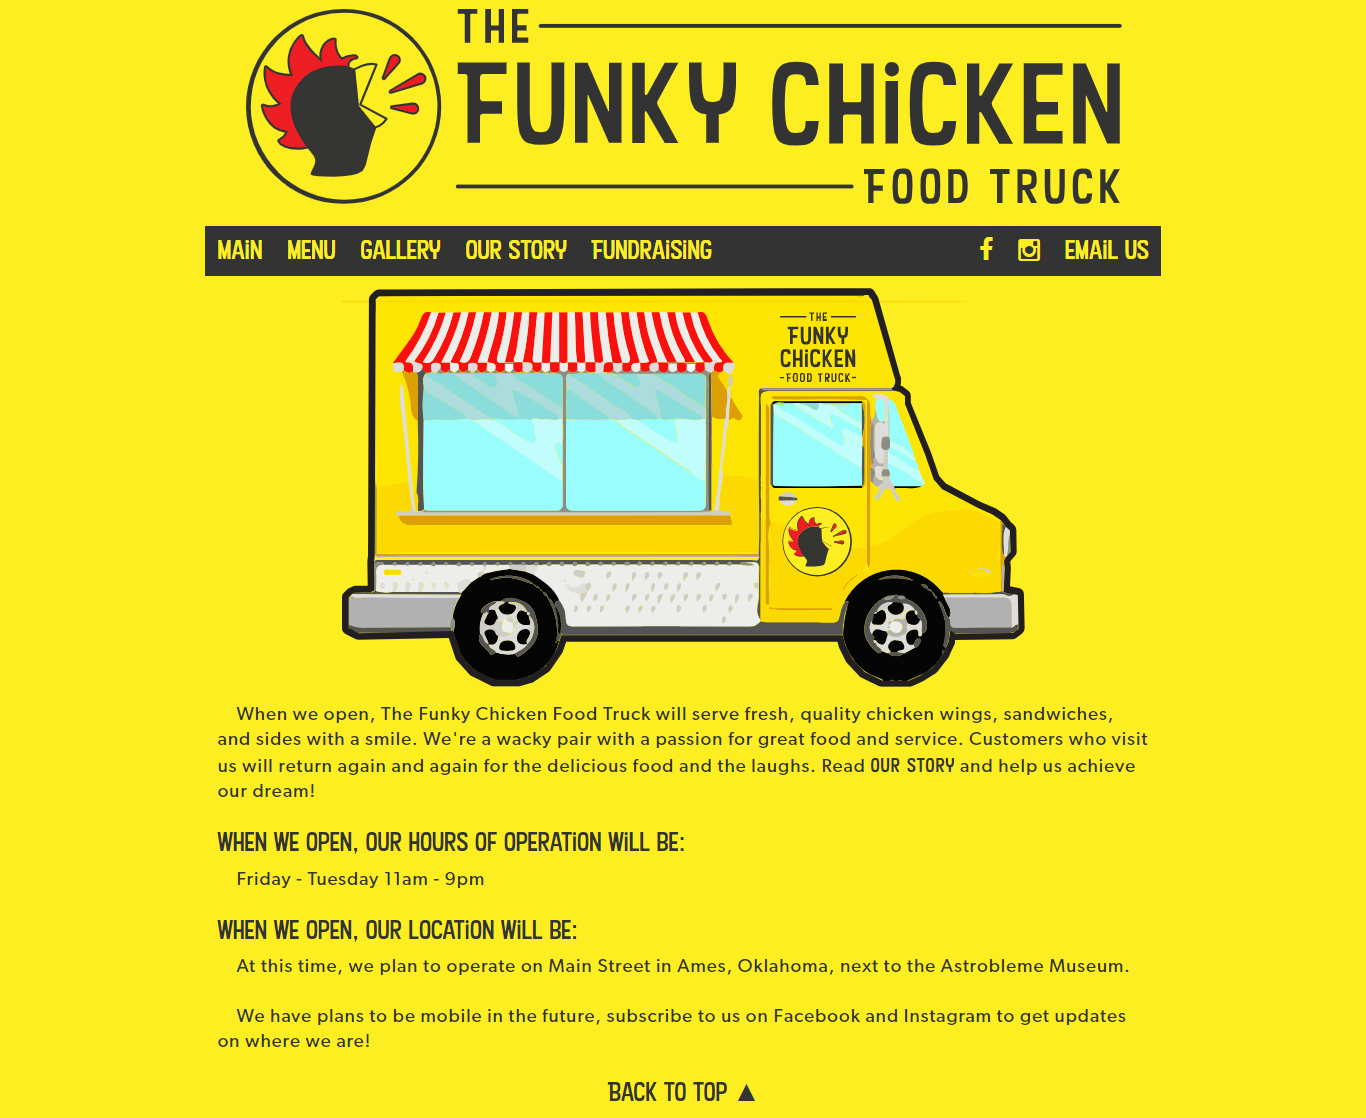 THE
FUNKY CHiCKEN
FOOD TRUCK
MAiN MENU GALLERY OUR STORY FUNDRAiSiNG f EMAiL US
THE
FUNKY
CHiCKEN
-FOOD TRUCK-
When we open, The Funky Chicken Food Truck will serve fresh, quality chicken wings, sandwiches,
and sides with a smile. We're a wacky pair with a passion for great food and service. Customers who visit
us will return again and again for the delicious food and the laughs. Read OUR STORY and help us achieve
our dream!
WHEN WE OPEN, OUR HOURS OF OPERATiON WiLL BE:
Friday - Tuesday 11am - 9pm
WHEN WE OPEN, OUR LOCATiON WiLL BE:
At this time, we plan to operate on Main Street in Ames, Oklahoma, next to the Astrobleme Museum.
We have plans to be mobile in the future, subscribe to us on Facebook and Instagram to get updates
on where we are!
BACK TO TOP ▲